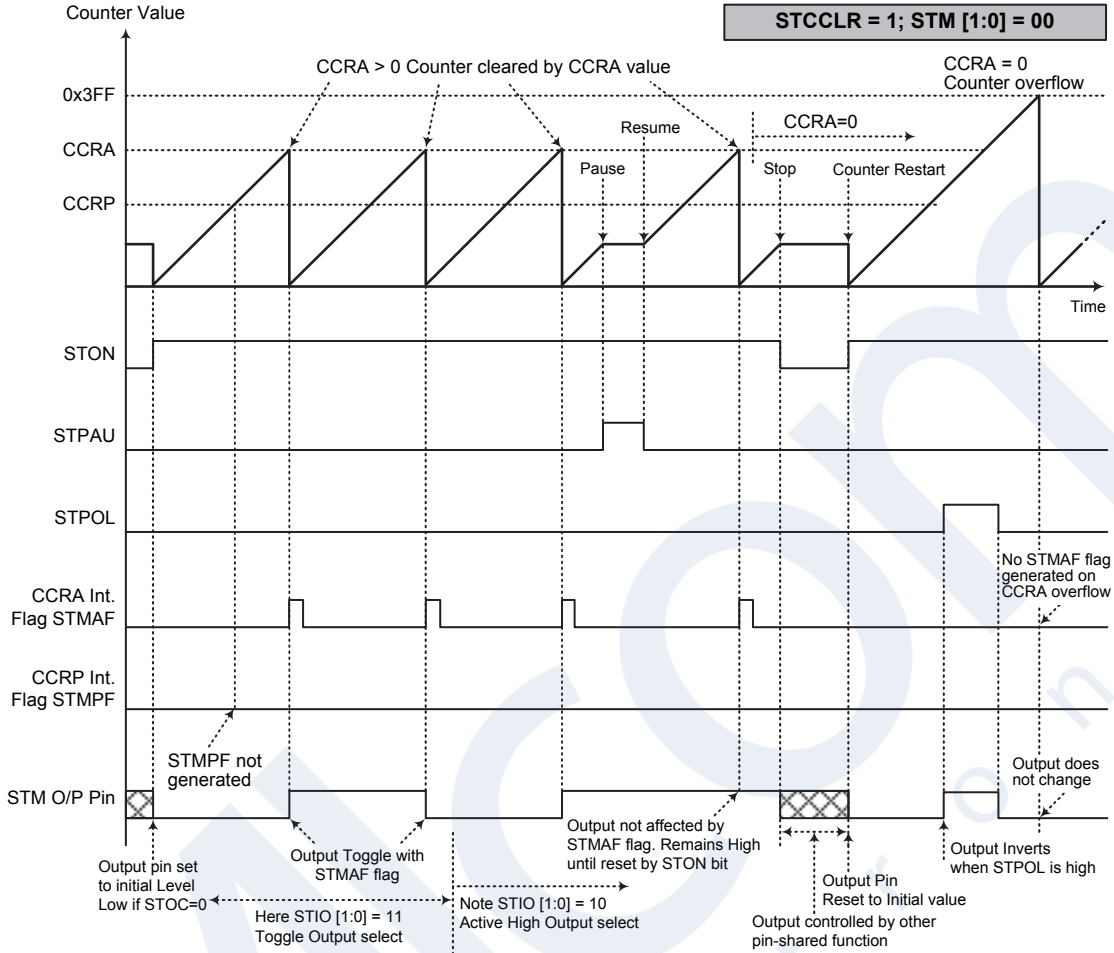 Counter Value
STCCLR = 1; STM [1:0] = 00
CCRA > 0 Counter cleared by CCRA value
CCRA = 0
Counter overflow
0x3FF
Resume
CCRA=0
CCRA
Pause
Stop
Counter Restart
CCRP
Time
STON
STPAU
STPOL
No STMAF flag
generated on
CCRA overflow
CCRA Int.
Flag STMAF
CCRP Int.
Flag STMPF
STMPF not
generated
Output does
not change
STM O/P Pin
Output pin set
to initial Level
Low if STOC=0
Output Toggle with
STMAF flag
Output not affected by
STMAF flag. Remains High
until reset by STON bit
Output Inverts
when STPOL is high
Output Pin
Reset to Initial value
Here STIO [1:0] = 11
Toggle Output select
Note STIO [1:0] = 10
Active High Output select
Output controlled by other
pin-shared function